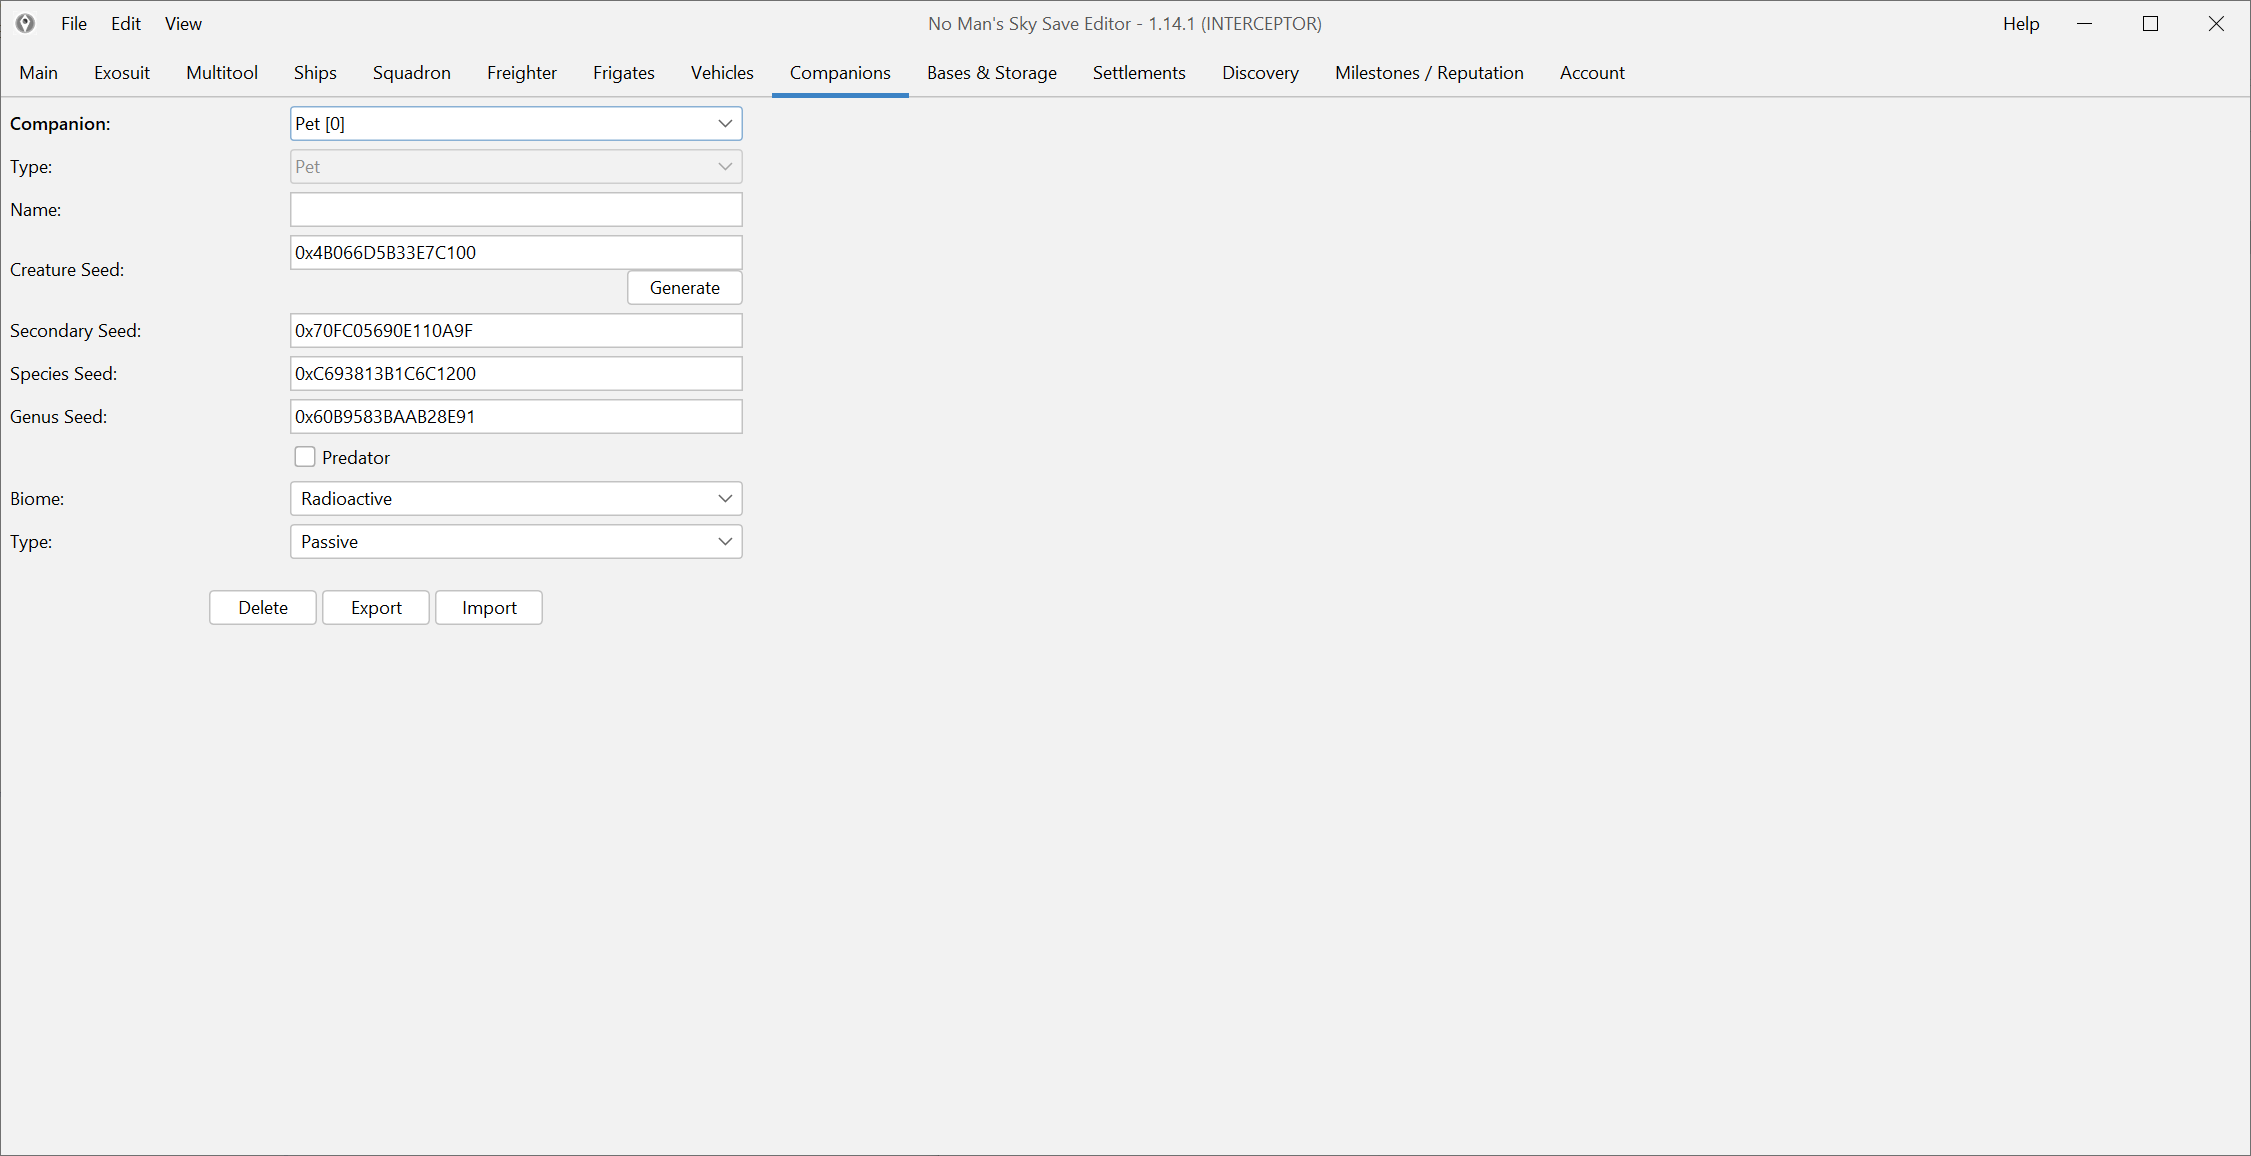 File Edit View No Man's Sky Save Editor - 1.14.1 (INTERCEPTOR) Help
Main Exosuit Multitool Ships Squadron Freighter Frigates Vehicles Companions Bases & Storage Settlements Discovery Milestones / Reputation Account
Companion: Pet [0]
Type: Pet
Name:
0x4B066D5B33E7C100
Creature Seed:
Generate
Secondary Seed: 0x70FC05690E110A9F
Species Seed: 0xC693813B1C6C1200
Genus Seed: 0x60B9583BAAB28E91
Predator
Biome: Radioactive
Type: Passive
Delete Export Import